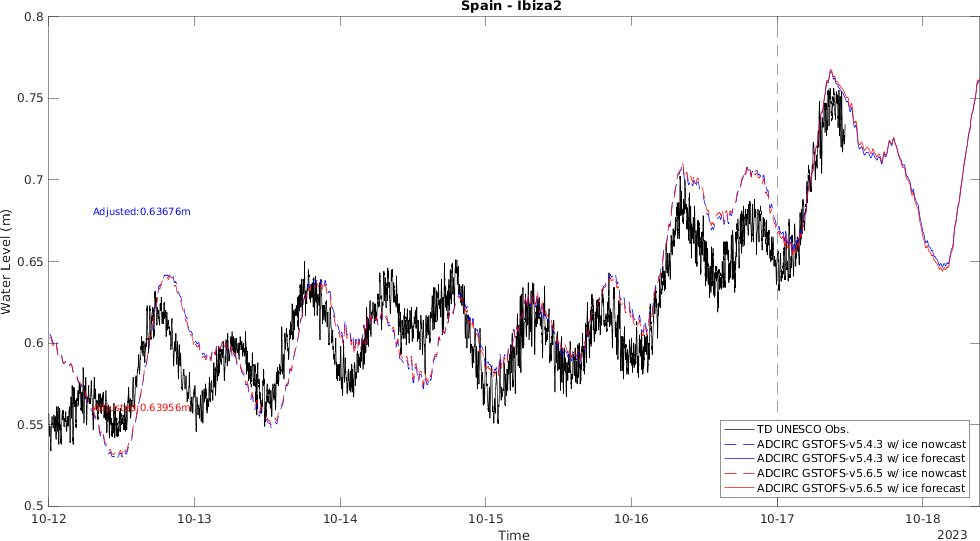 Spain - Ibiza2
Water Level (m)
0.8
0.75
0.7
0.65
0.6
0.55
0.5
Adjusted:0.63676m
Adjusted:0.63956m
TD UNESCO Obs.
ADCIRC GSTOFS-v5.4.3 w/ ice nowcast
ADCIRC GSTOFS-v5.4.3 w/ ice forecast
ADCIRC GSTOFS-v5.6.5 w/ ice nowcast
ADCIRC GSTOFS-v5.6.5 w/ ice forecast
10-12 10-13 10-14 10-15 10-16 10-17 10-18
Time
2023